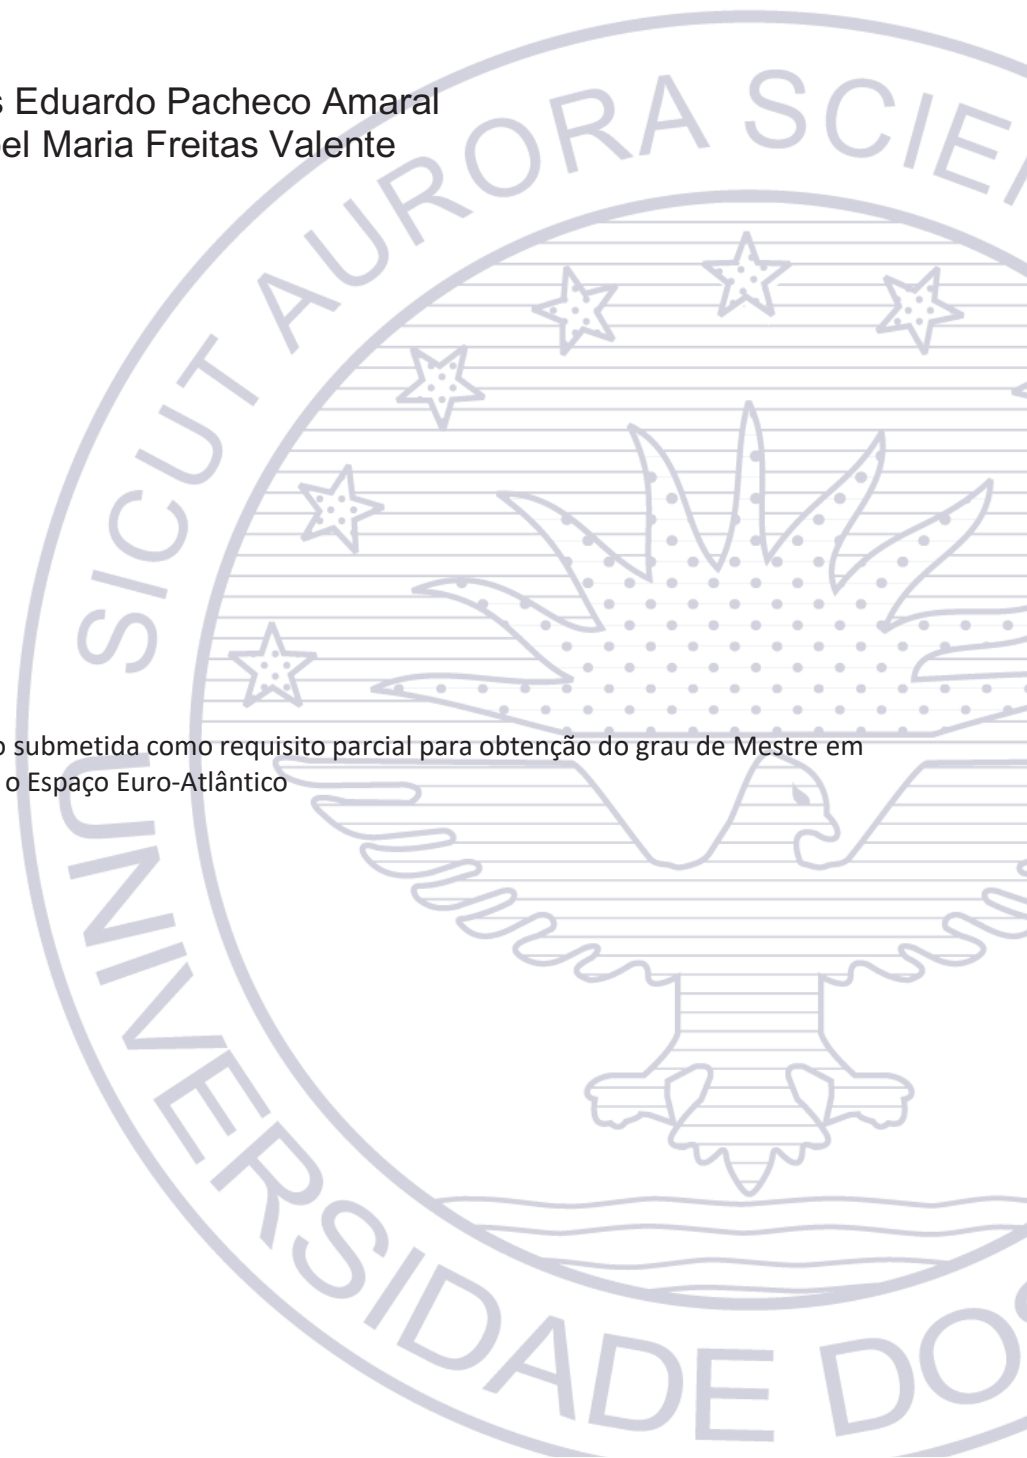 s Eduardo Pacheco Amaral
el Maria Freitas Valente
SICUT AURORA SCIE
o submetida como requisito parcial para obtenção do grau de Mestre em
o Espaço Euro-Atlântico
UNIVERSIDADE DOS